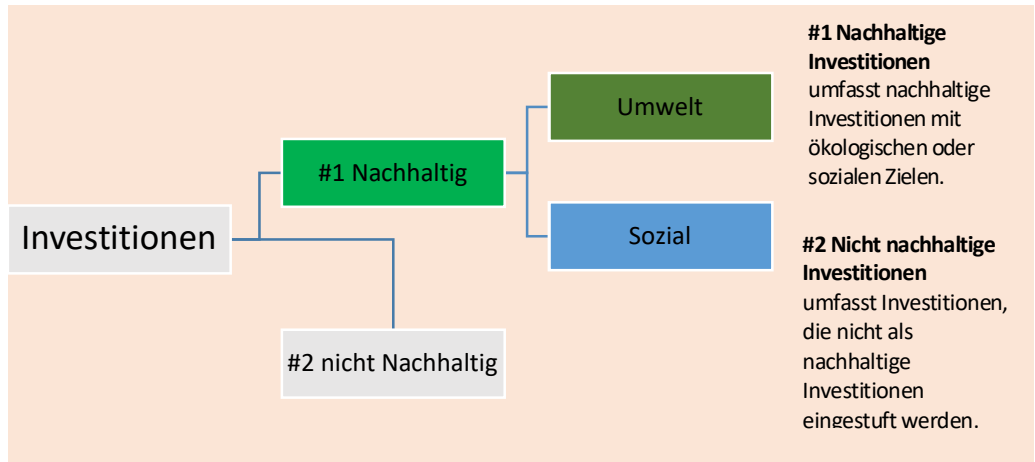 Investitionen
#1 Nachhaltig
#2 nicht Nachhaltig
Umwelt
Sozial
#1 Nachhaltige
Investitionen
umfasst nachhaltige
Investitionen mit
ökologischen oder
sozialen Zielen.
#2 Nicht nachhaltige
Investitionen
umfasst Investitionen,
die nicht als
nachhaltige
Investitionen
eingestuft werden.